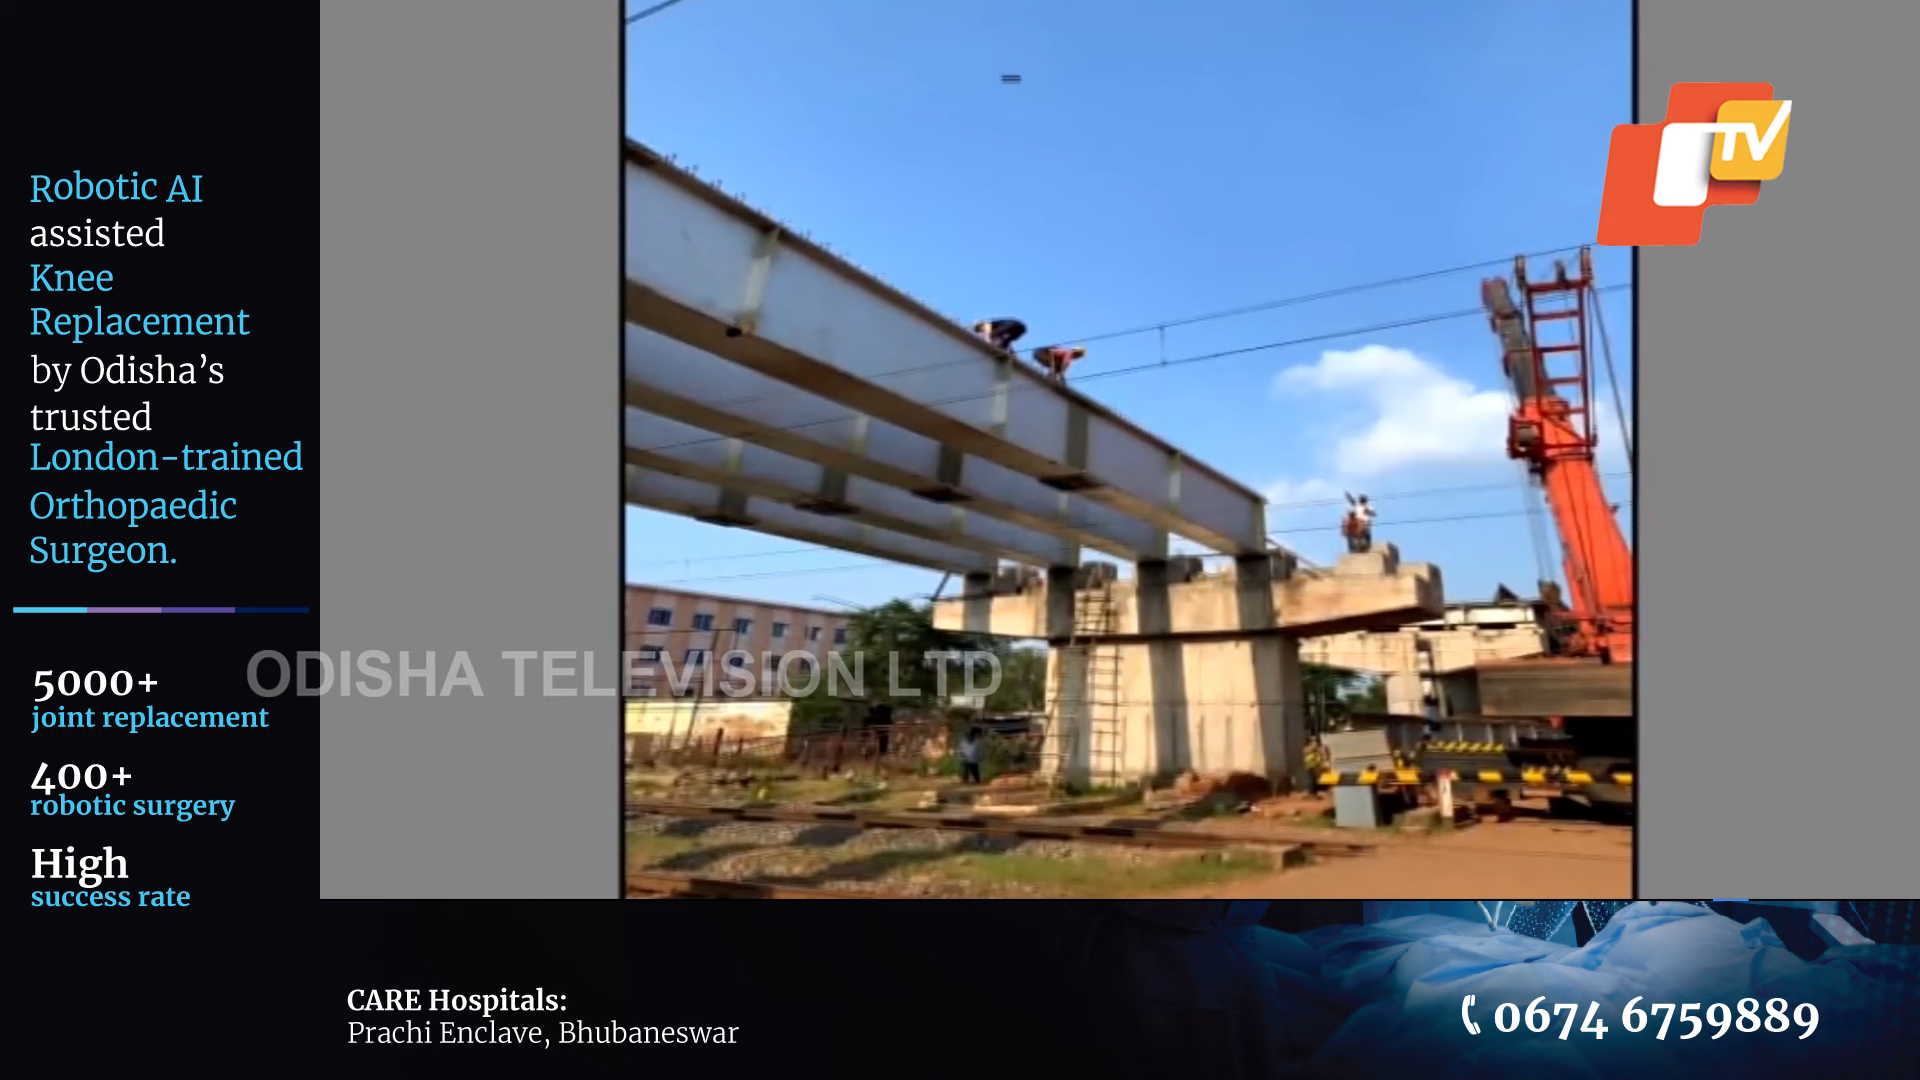 Robotic AI
assisted
Knee
Replacement
by Odisha’s
trusted
London-trained
Orthopaedic
Surgeon.
5000+
joint replacement
400+
robotic surgery
High
success rate
TV
ODISHA TELEVISION LTD
CARE Hospitals:
Prachi Enclave, Bhubaneswar
0674 6759889